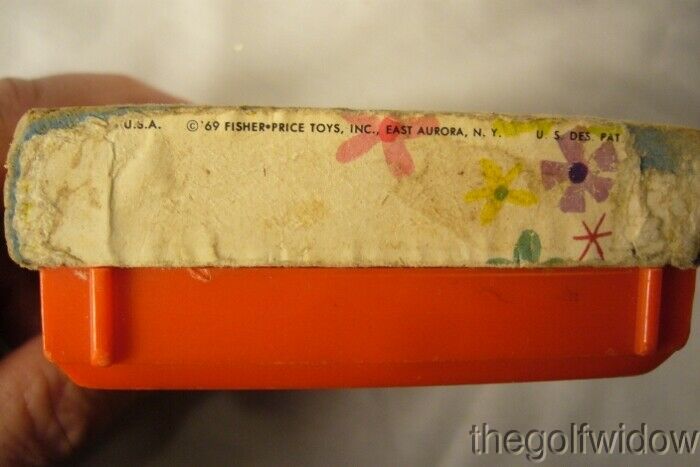 U.S.A. ©'69 FISHER•PRICE TOYS, INC., EAST AURORA, N. Y. U. S. DES. PAT
thegolfwidow